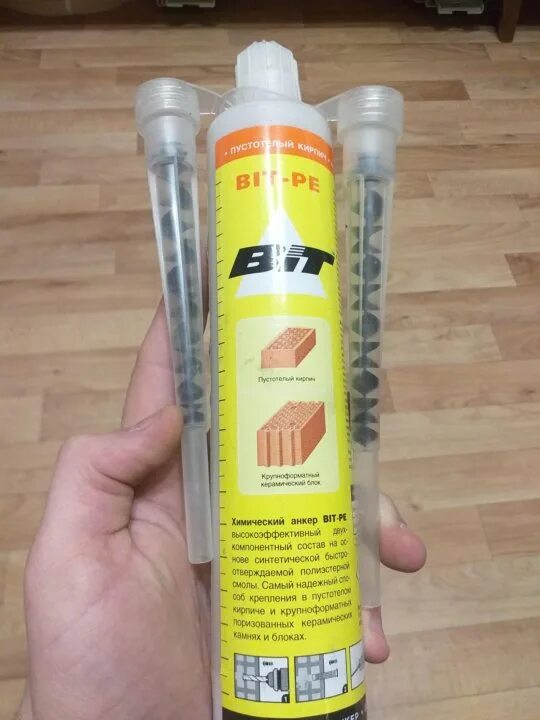 • ПУСТОТЕЛЫЙ КИРПИЧ •
BIT-PE
BIT
Пустотелый кирпич
Крупноформатный
керамический блок
Химический анкер BIT-PE
высокоэффективный двух-
компонентный состав на ос-
нове синтетической быстро-
отверждаемой полиэстерной
смолы. Самый надежный спо-
соб крепления в пустотелом
кирпиче и крупноформатных
поризованных керамических
камнях и блоках.
1
2